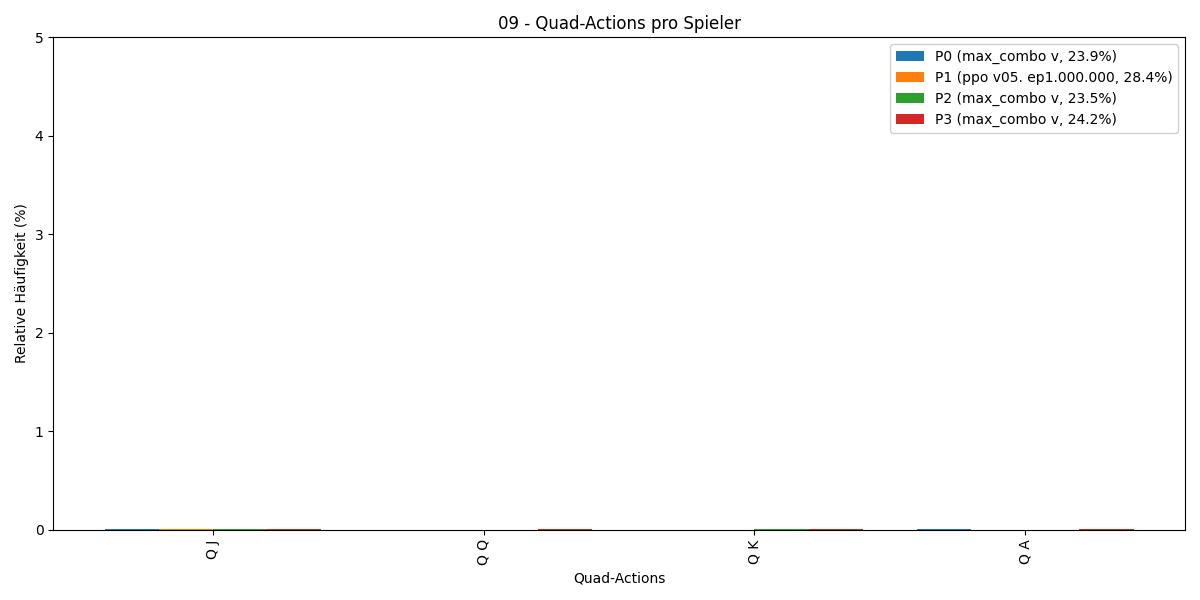 09 - Quad-Actions pro Spieler
P0 (max_combo v, 23.9%)
P1 (ppo v05. ep1.000.000, 28.4%)
P2 (max_combo v, 23.5%)
P3 (max_combo v, 24.2%)
Relative Häufigkeit (%)
5
4
3
2
1
0
Q J
Q Q
Q K
Q A
Quad-Actions